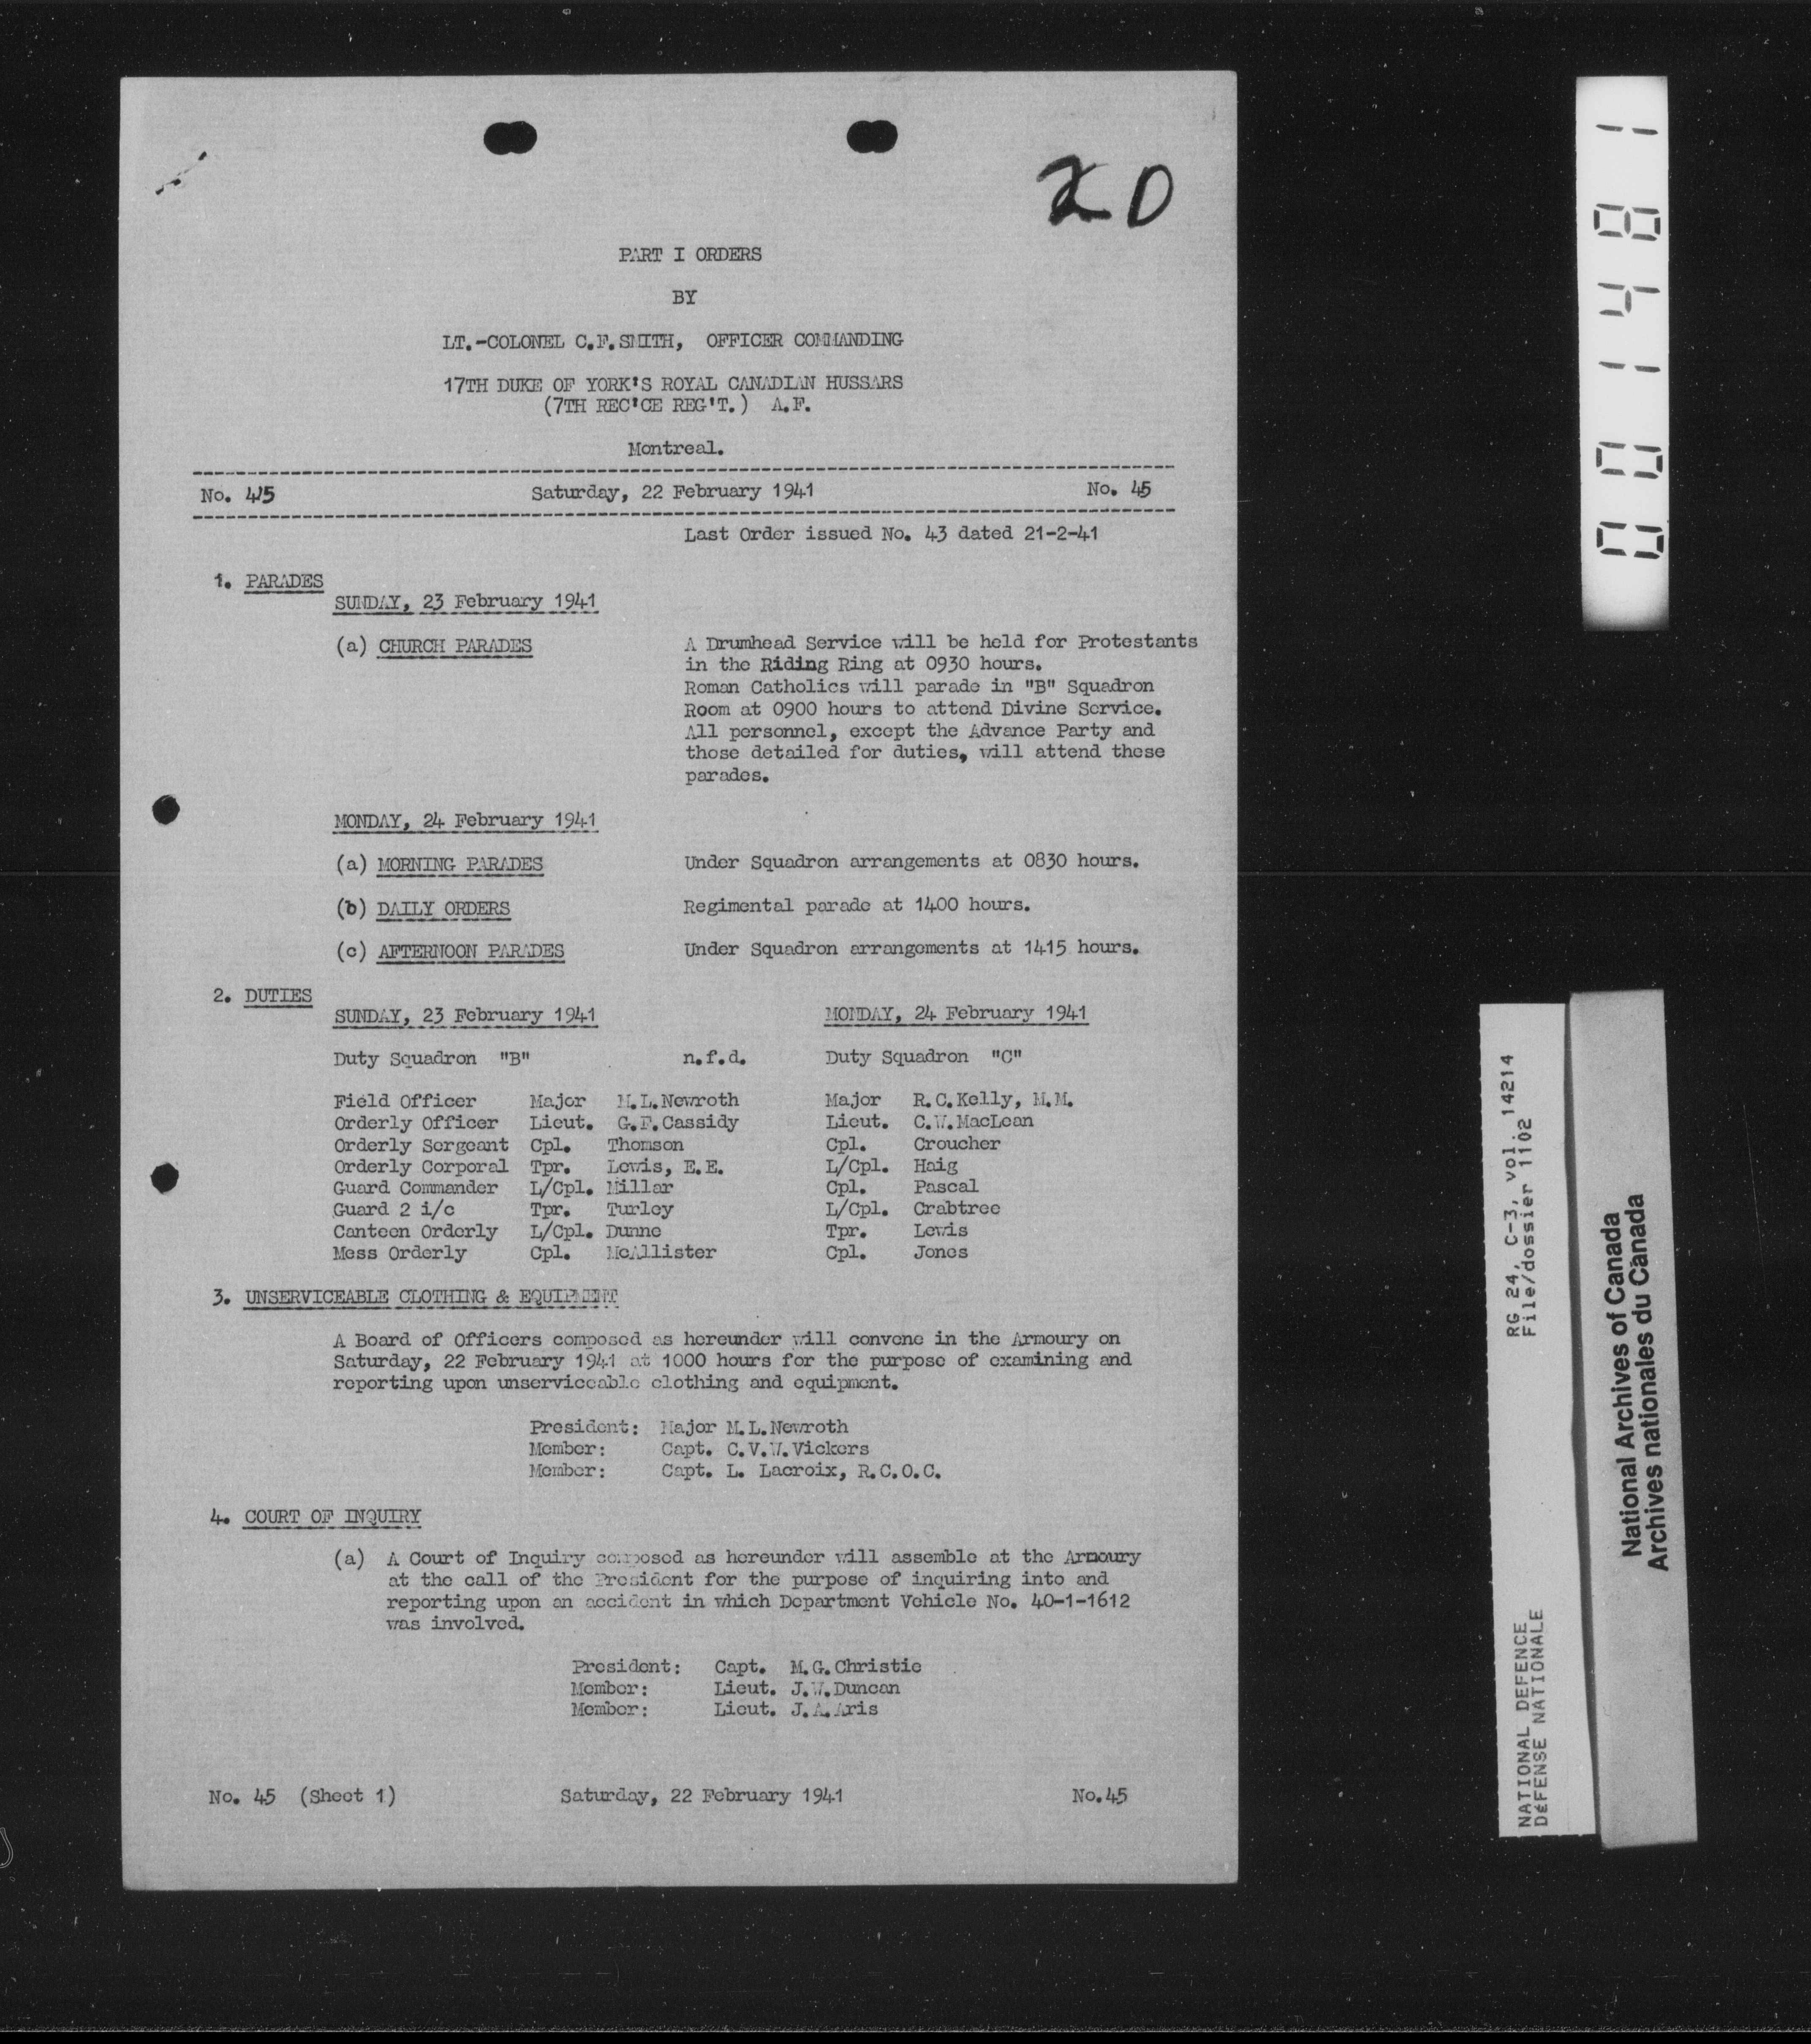 20
PART I ORDERS
BY
LT.-COLONEL C.F.SMITH, OFFICER COMMANDING
17TH DUKE OF YORK'S ROYAL CANADIAN HUSSARS
(7TH REC'CE REG'T.) A.F.
Montreal.
No. 45 Saturday, 22 February 1941 No. 45
Last Order issued No. 43 dated 21-2-41
1. PARADES
SUNDAY, 23 February 1941
(a) CHURCH PARADES A Drumhead Service will be held for Protestants
in the Riding Ring at 0930 hours.
Roman Catholics will parade in "B" Squadron
Room at 0900 hours to attend Divine Service.
All personnel, except the Advance Party and
those detailed for duties, will attend these
parades.
MONDAY, 24 February 1941
(a) MORNING PARADES Under Squadron arrangements at 0830 hours.
(b) DAILY ORDERS Regimental parade at 1400 hours.
(c) AFTERNOON PARADES Under Squadron arrangements at 1415 hours.
2. DUTIES
SUNDAY, 23 February 1941 MONDAY, 24 February 1941
Duty Squadron "B" n.f.d. Duty Squadron "C"
Field Officer Major M.L.Newroth Major R.C.Kelly, M.M.
Orderly Officer Lieut. G.F.Cassidy Lieut. C.W.MacLean
Orderly Sergeant Cpl. Thomson Cpl. Croucher
Orderly Corporal Tpr. Lewis, E.E. L/Cpl. Haig
Guard Commander L/Cpl. Millar Cpl. Pascal
Guard 2 i/c Tpr. Turley L/Cpl. Crabtree
Canteen Orderly L/Cpl. Dunne Tpr. Lewis
Mess Orderly Cpl. McAllister Cpl. Jones
3. UNSERVICEABLE CLOTHING & EQUIPMENT
A Board of Officers composed as hereunder will convene in the Armoury on
Saturday, 22 February 1941 at 1000 hours for the purpose of examining and
reporting upon unserviceable clothing and equipment.
President: Major M.L.Newroth
Member: Capt. C.V.W.Vickers
Member: Capt. L. Lacroix, R.C.O.C.
4. COURT OF INQUIRY
(a) A Court of Inquiry composed as hereunder will assemble at the Armoury
at the call of the President for the purpose of inquiring into and
reporting upon an accident in which Department Vehicle No. 40-1-1612
was involved.
President: Capt. M.G.Christie
Member: Lieut. J.W.Duncan
Member: Lieut. J.A.Aris
No. 45 (Sheet 1) Saturday, 22 February 1941 No.45
001481
NATIONAL DEFENCE RG 24, C-3, vol. 14214
DÉFENSE NATIONALE File/dossier 1102
National Archives of Canada
Archives nationales du Canada